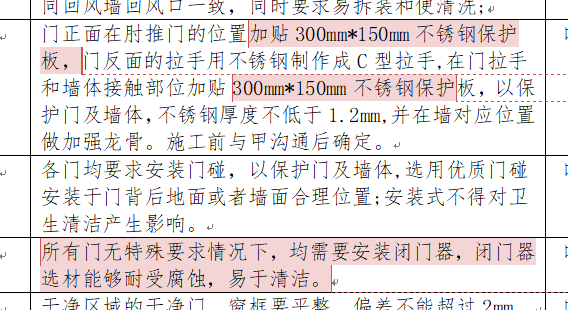 同回风墙回风口一致，同时要求易拆装和便清洗;
门正面在肘推门的位置加贴 300mm*150mm 不锈钢保护
板，门反面的拉手用不锈钢制作成 C 型拉手,在门拉手
和墙体接触部位加贴 300mm*150mm 不锈钢保护板，以保
护门及墙体,不锈钢厚度不低于 1.2mm,并在墙对应位置
做加强龙骨。施工前与甲沟通后确定。
各门均要求安装门碰，以保护门及墙体,选用优质门碰
安装于门背后地面或者墙面合理位置;安装式不得对卫
生清洁产生影响。
所有门无特殊要求情况下，均需要安装闭门器，闭门器
选材能够耐受腐蚀，易于清洁。
干净区域的干净门、窗框要平整，偏差不能超过 2mm